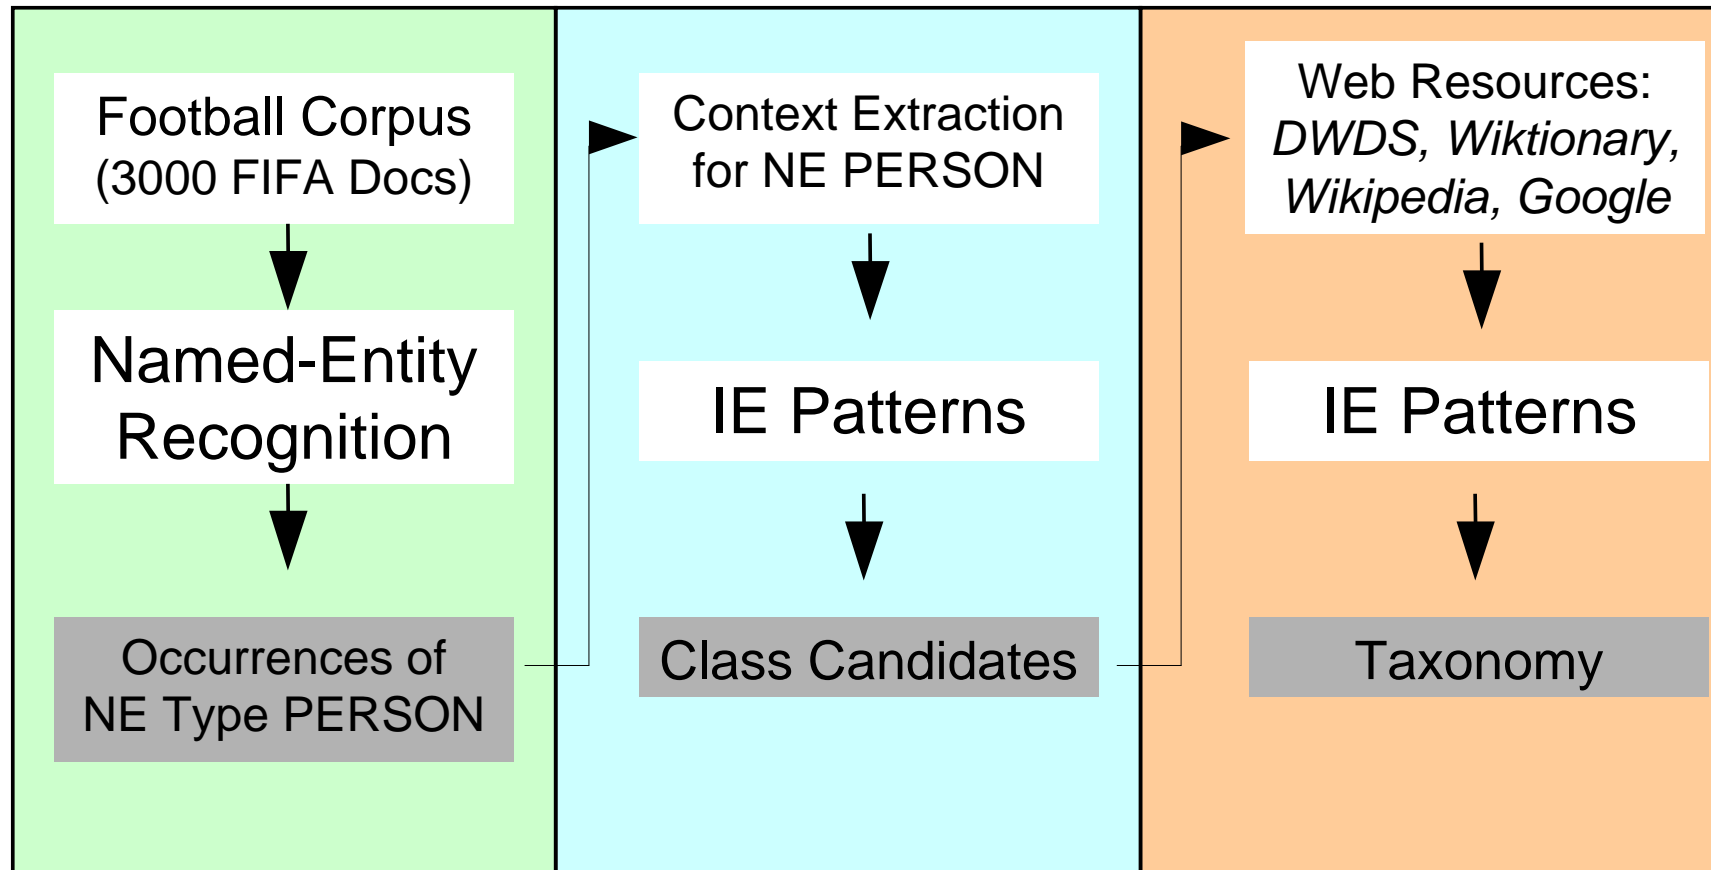 Football Corpus
(3000 FIFA Docs)
Named-Entity
Recognition
Occurrences of
NE Type PERSON
Context Extraction
for NE PERSON
IE Patterns
Class Candidates
Web Resources:
DWDS, Wiktionary,
Wikipedia, Google
IE Patterns
Taxonomy